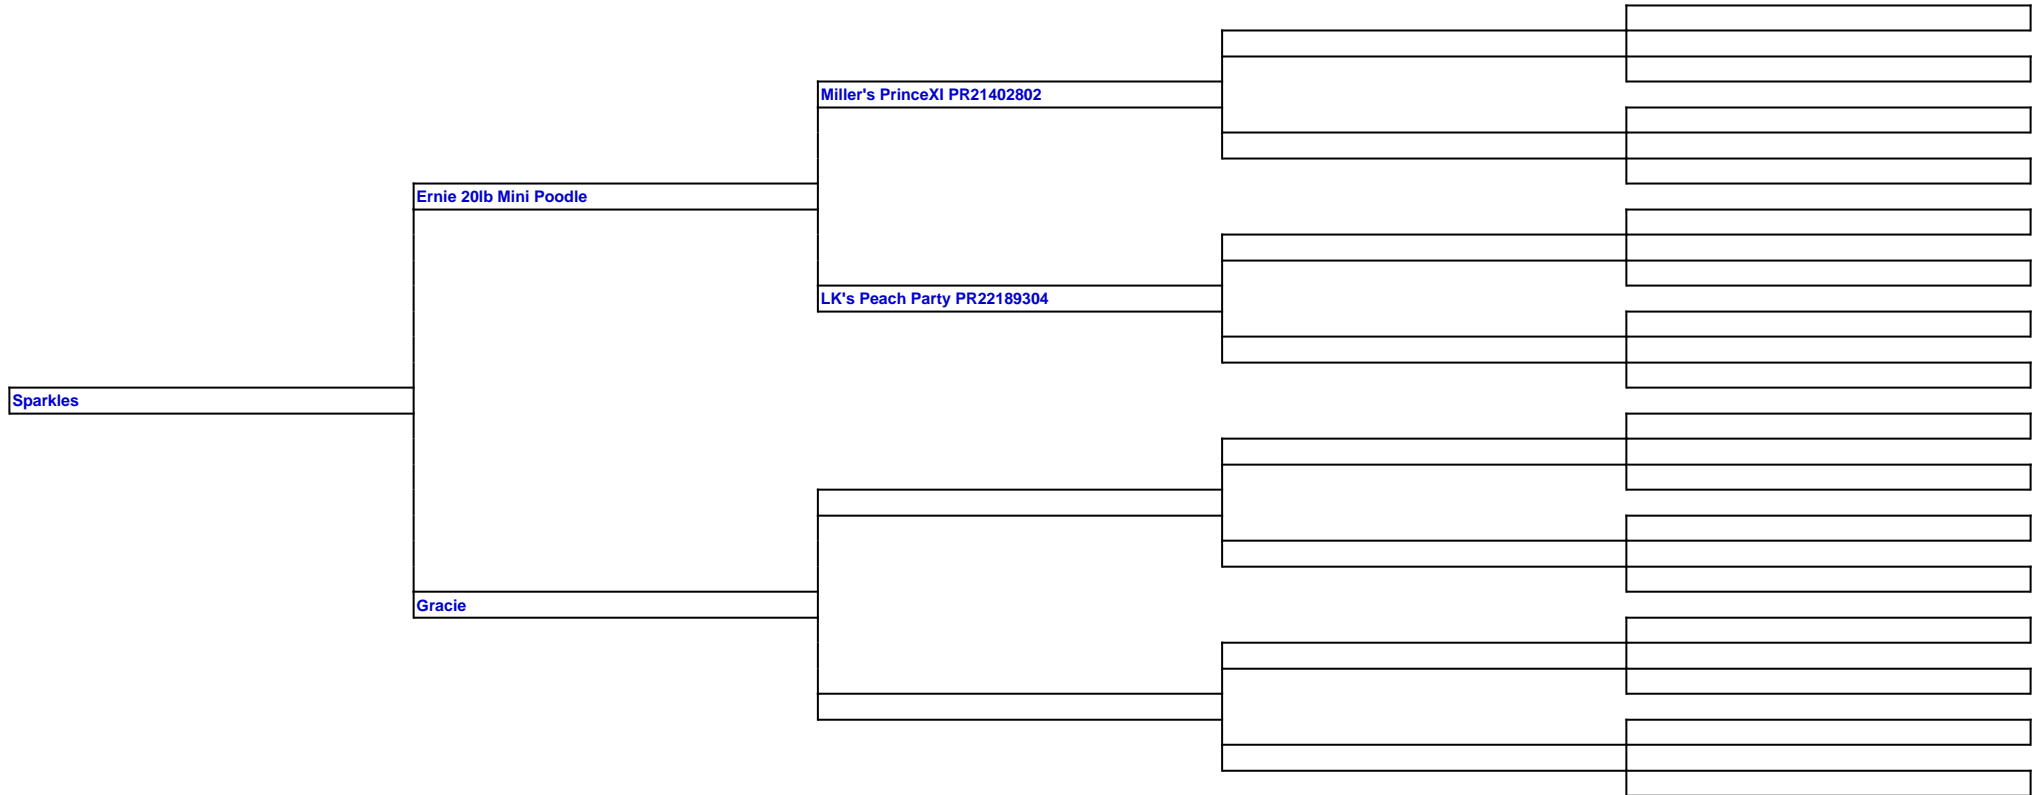 Miller's PrinceXI PR21402802
Ernie 20lb Mini Poodle
LK's Peach Party PR22189304
Sparkles
Gracie